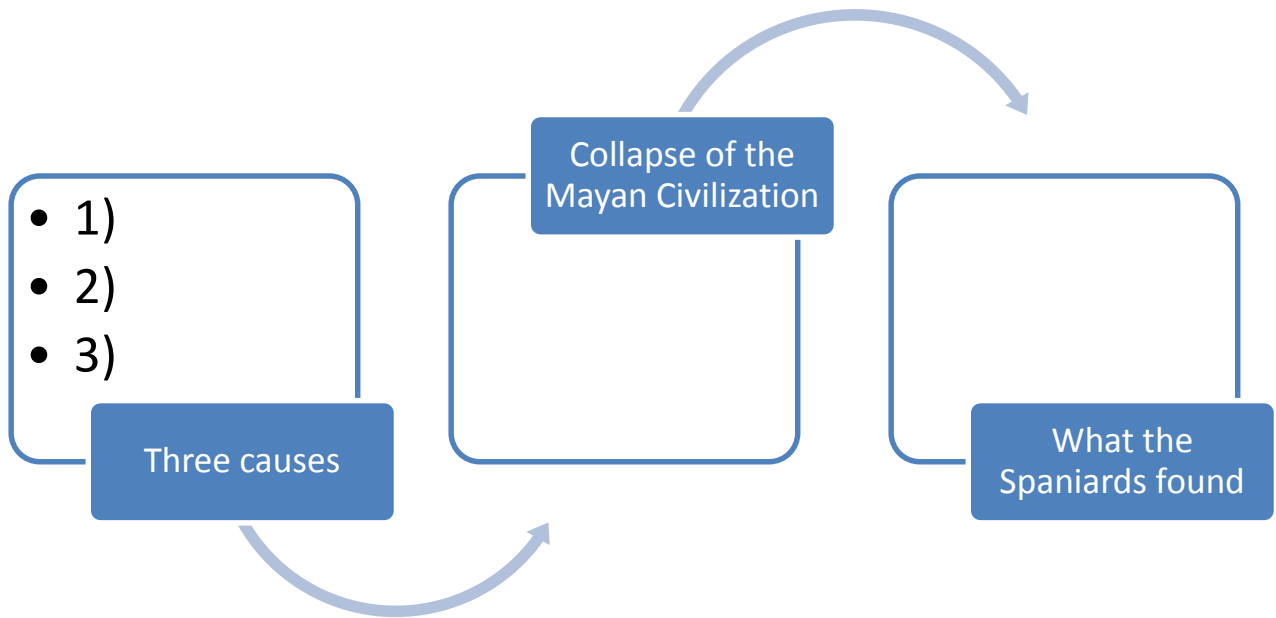 • 1)
• 2)
• 3)
Three causes
Collapse of the
Mayan Civilization
What the
Spaniards found